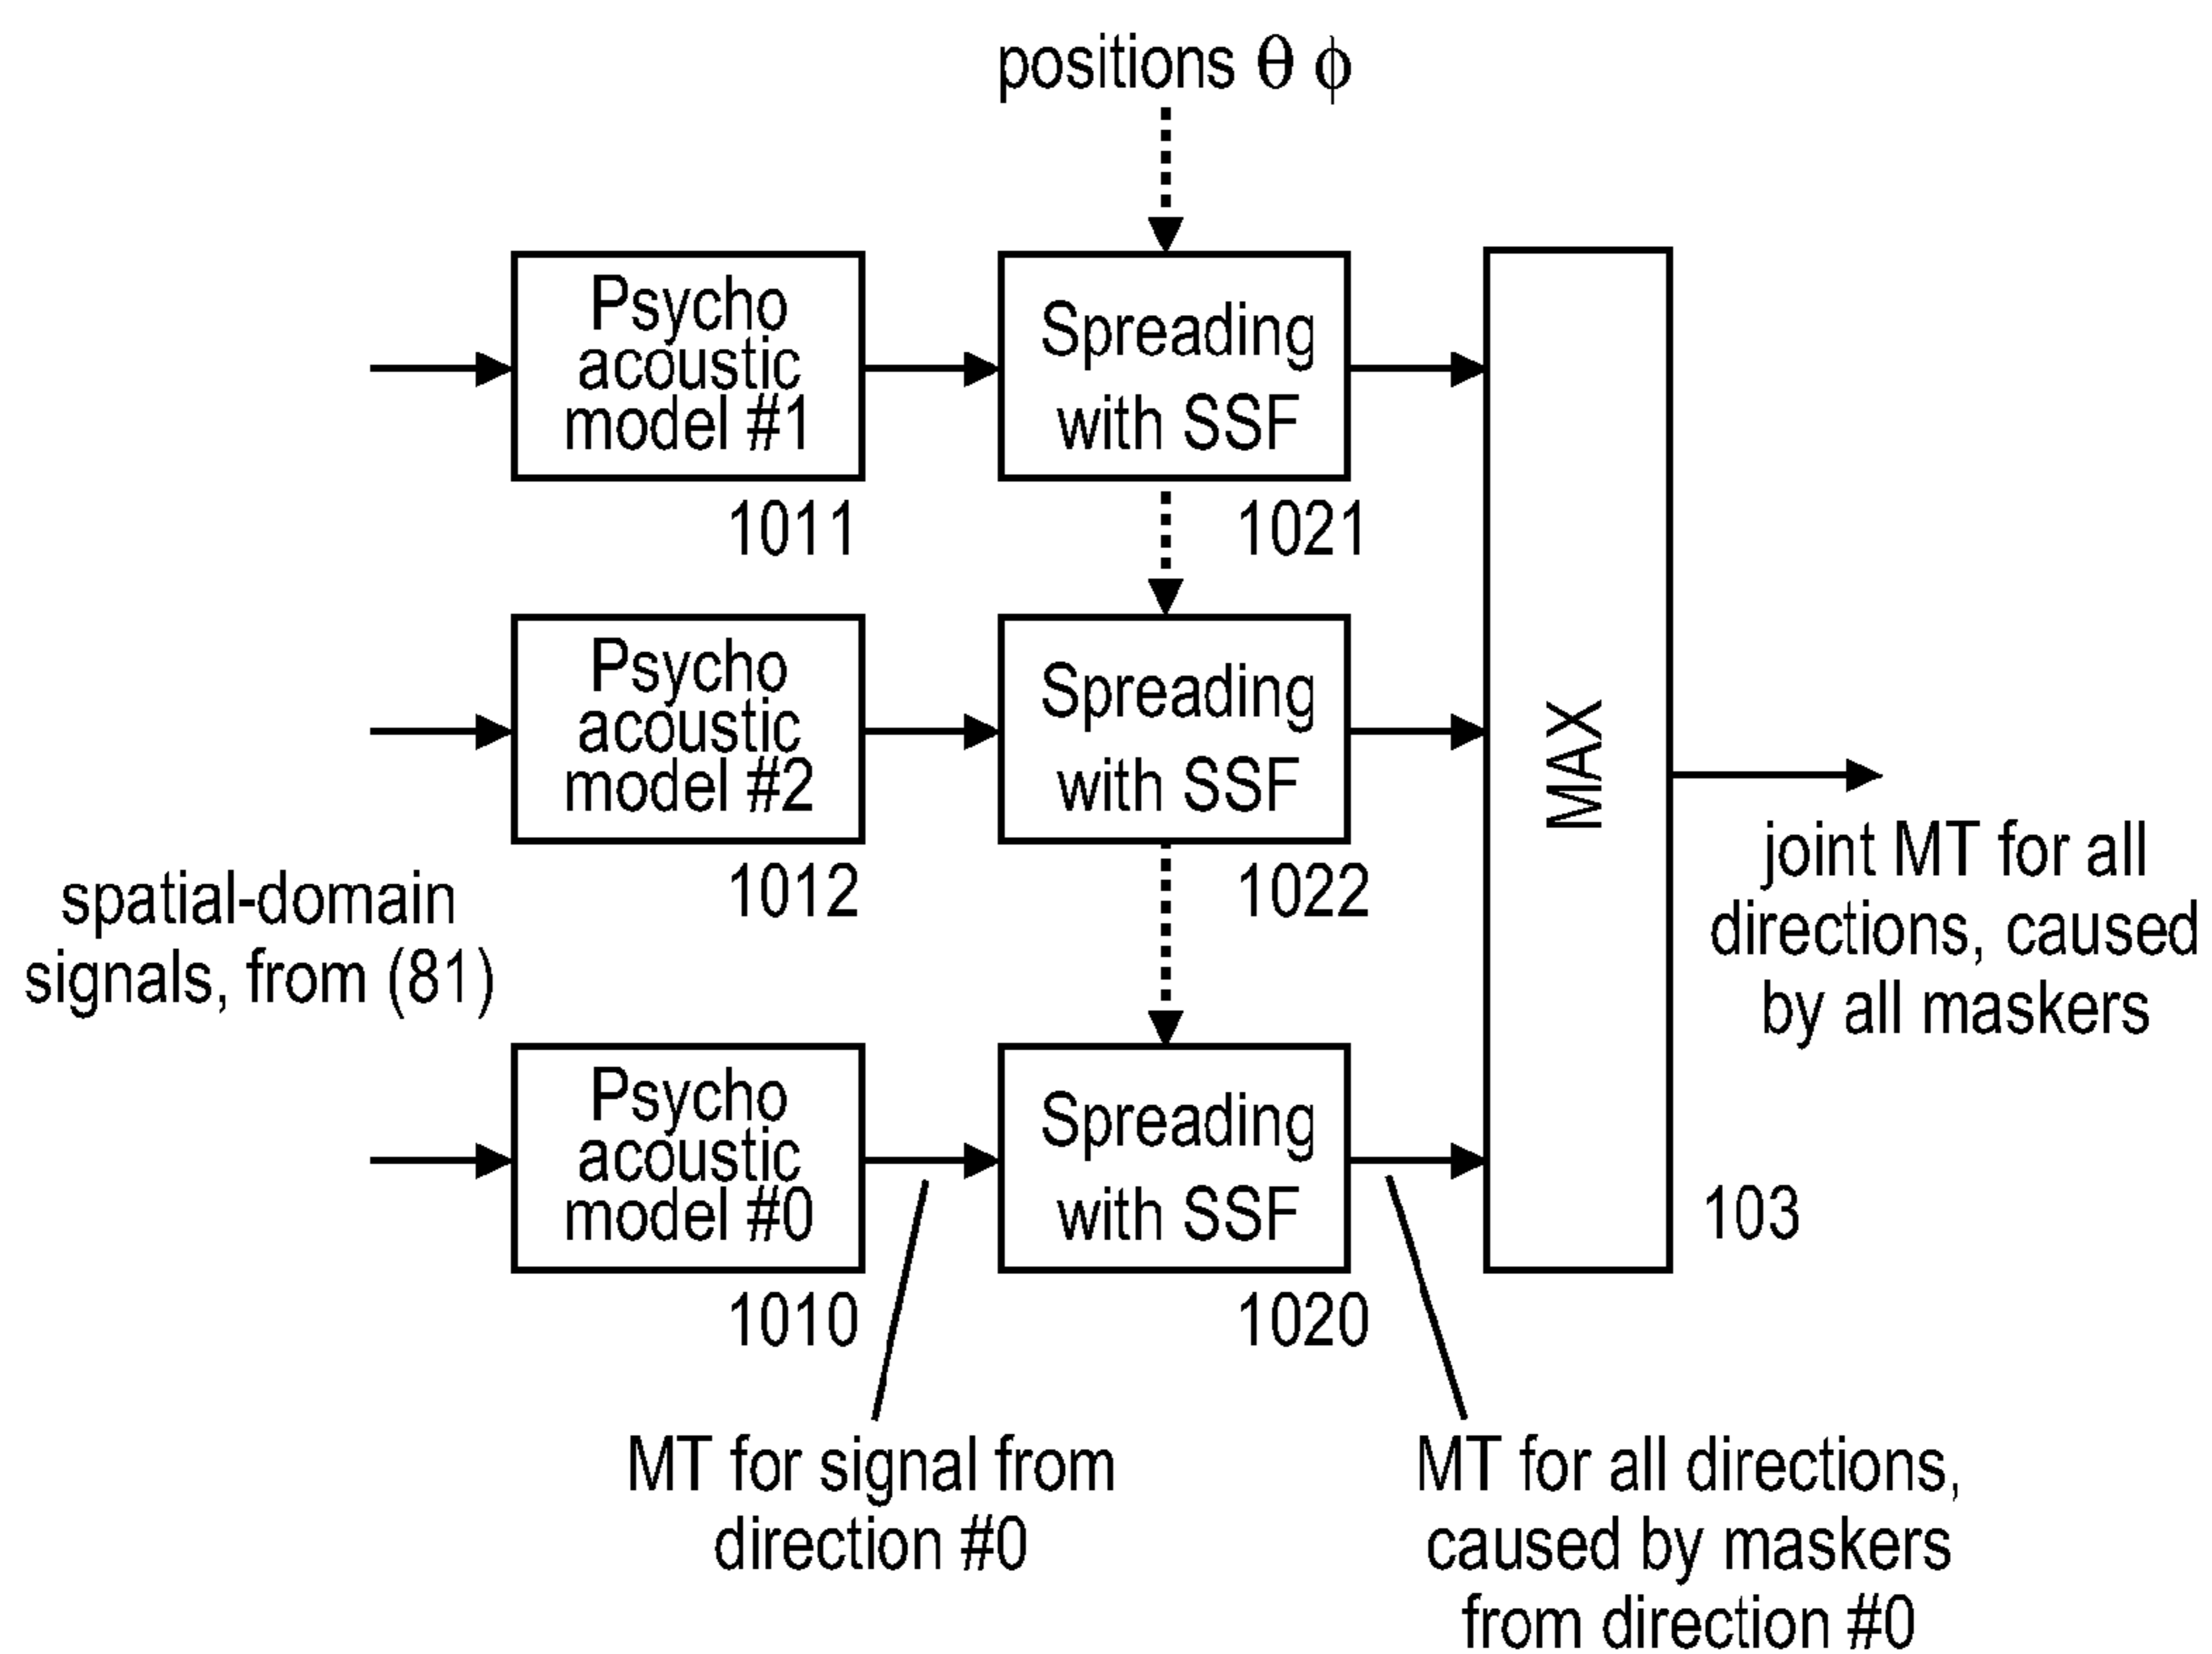 positions θ ϕ
Psycho
acoustic
model #1
1011
Spreading
with SSF
1021
Psycho
acoustic
model #2
1012
Spreading
with SSF
1022
MAX
spatial-domain
signals, from (81)
joint MT for all
directions, caused
by all maskers
Psycho
acoustic
model #0
1010
Spreading
with SSF
1020
103
MT for signal from
direction #0
MT for all directions,
caused by maskers
from direction #0